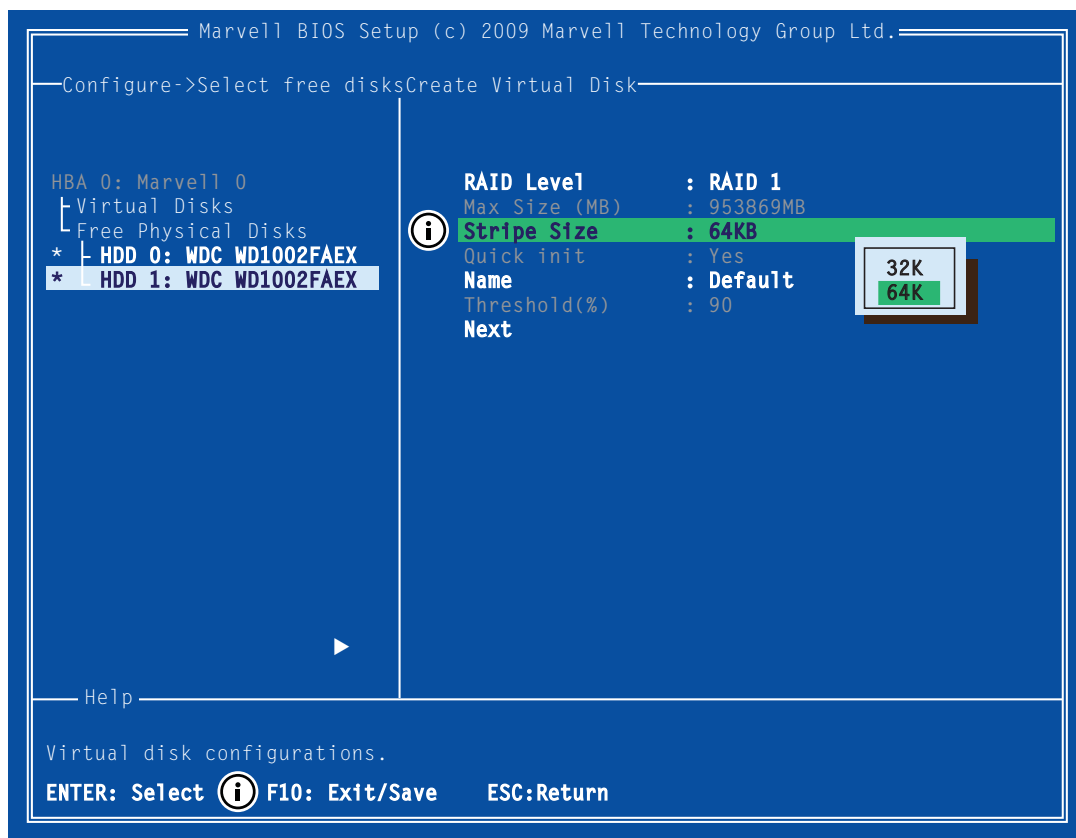 Marvell BIOS Setup (c) 2009 Marvell Technology Group Ltd.
Configure->Select free disksCreate Virtual Disk
HBA 0: Marvell 0
Virtual Disks
Free Physical Disks
* HDD 0: WDC WD1002FAEX
* HDD 1: WDC WD1002FAEX
RAID Level : RAID 1
Max Size (MB) : 953869MB
i Stripe Size : 64KB
Quick init : Yes
Name : Default
Threshold(%) : 90
Next
32K
64K
Help
Virtual disk configurations.
ENTER: Select i F10: Exit/Save ESC:Return